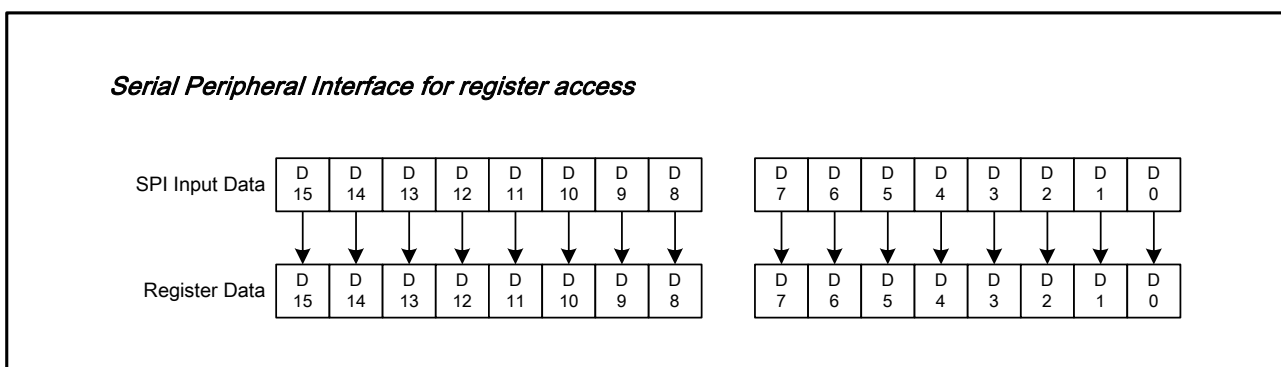 Serial Peripheral Interface for register access
SPI Input Data D 15 D 14 D 13 D 12 D 11 D 10 D 9 D 8 D 7 D 6 D 5 D 4 D 3 D 2 D 1 D 0
Register Data D 15 D 14 D 13 D 12 D 11 D 10 D 9 D 8 D 7 D 6 D 5 D 4 D 3 D 2 D 1 D 0